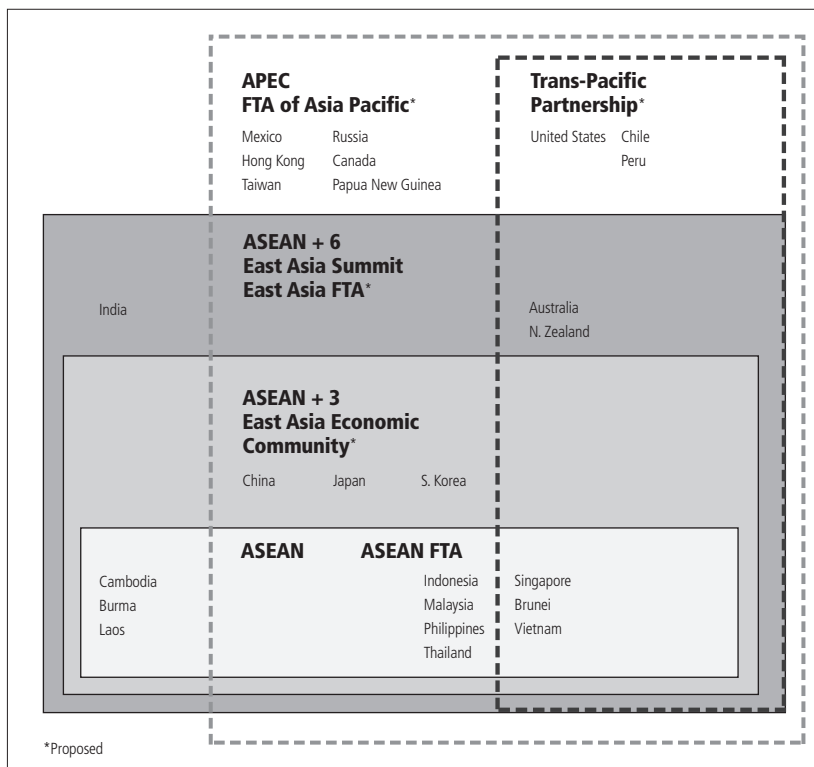 APEC
FTA of Asia Pacific*
Mexico Russia
Hong Kong Canada
Taiwan Papua New Guinea
Trans-Pacific
Partnership*
United States Chile
Peru
ASEAN + 6
East Asia Summit
East Asia FTA*
India
Australia
N. Zealand
ASEAN + 3
East Asia Economic
Community*
China Japan S. Korea
ASEAN ASEAN FTA
Cambodia
Burma
Laos
Indonesia
Malaysia
Philippines
Thailand
Singapore
Brunei
Vietnam
*Proposed